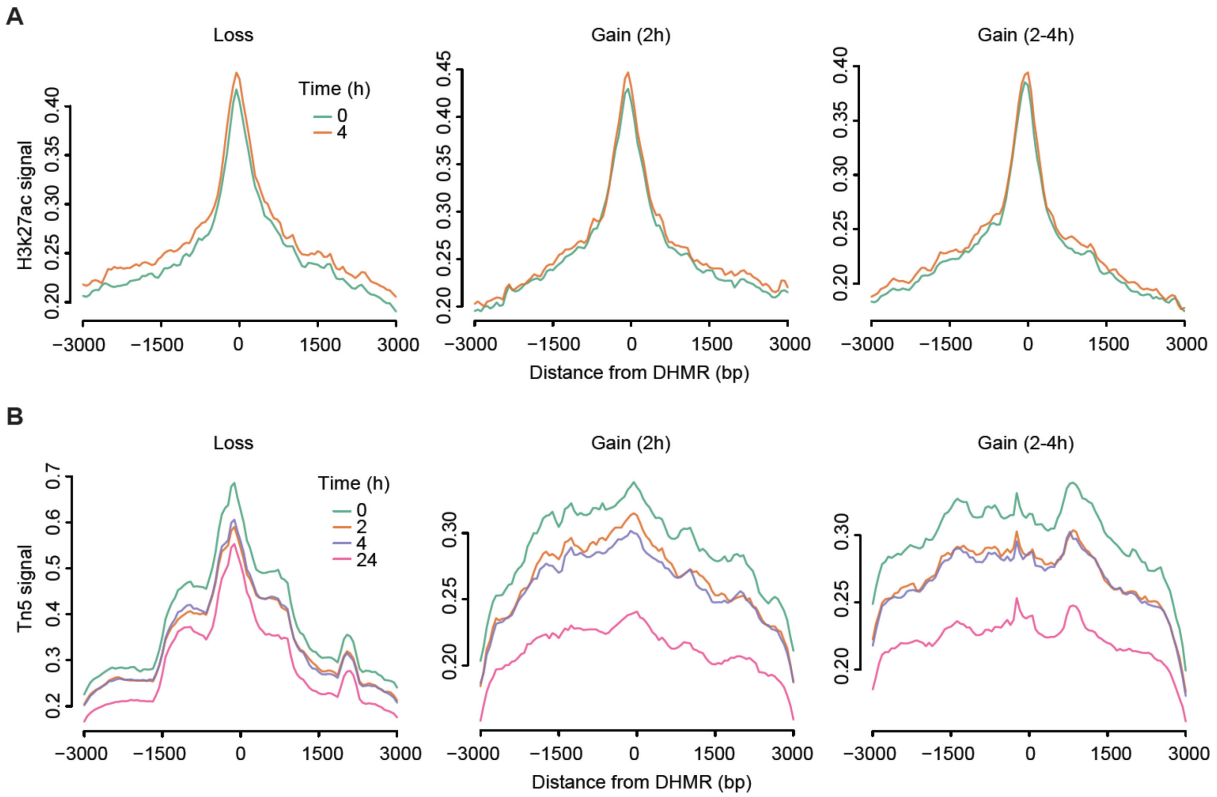 A
Loss
Gain (2h)
Gain (2-4h)
Time (h)
0
4
H3k27ac signal
0.20
0.25
0.30
0.35
0.40
0.20
0.25
0.30
0.35
0.40
0.45
0.20
0.25
0.30
0.35
0.40
−3000 −1500 0 1500 3000
−3000 −1500 0 1500 3000
−3000 −1500 0 1500 3000
Distance from DHMR (bp)
B
Loss
Gain (2h)
Gain (2-4h)
Time (h)
0
2
4
24
Tn5 signal
0.2
0.3
0.4
0.5
0.6
0.7
0.20
0.25
0.30
0.20
0.25
0.30
−3000 −1500 0 1500 3000
−3000 −1500 0 1500 3000
−3000 −1500 0 1500 3000
Distance from DHMR (bp)